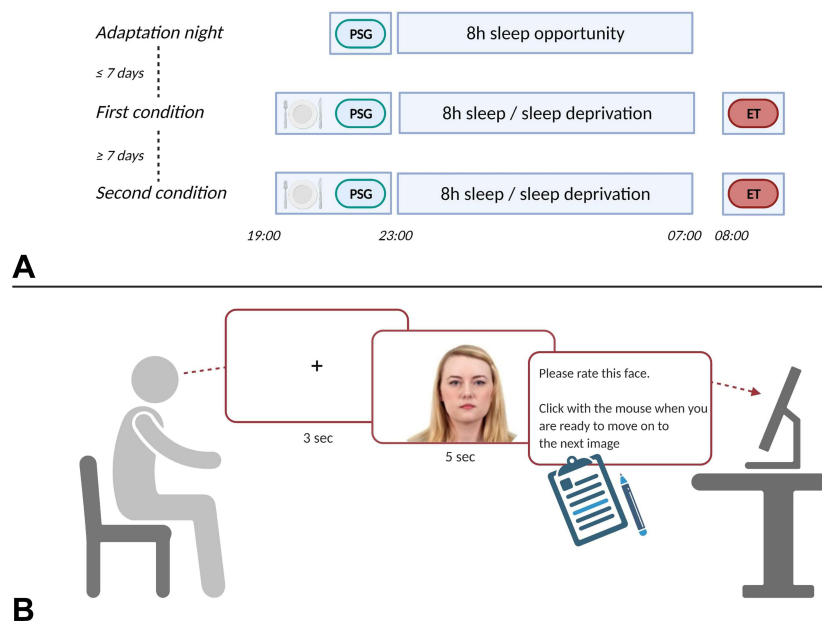 Adaptation night
PSG
8h sleep opportunity
≤ 7 days
First condition
PSG
8h sleep / sleep deprivation
ET
≥ 7 days
Second condition
PSG
8h sleep / sleep deprivation
ET
19:00
23:00
07:00
08:00
A
+
Please rate this face.
Click with the mouse when you
are ready to move on to
the next image
3 sec
5 sec
B